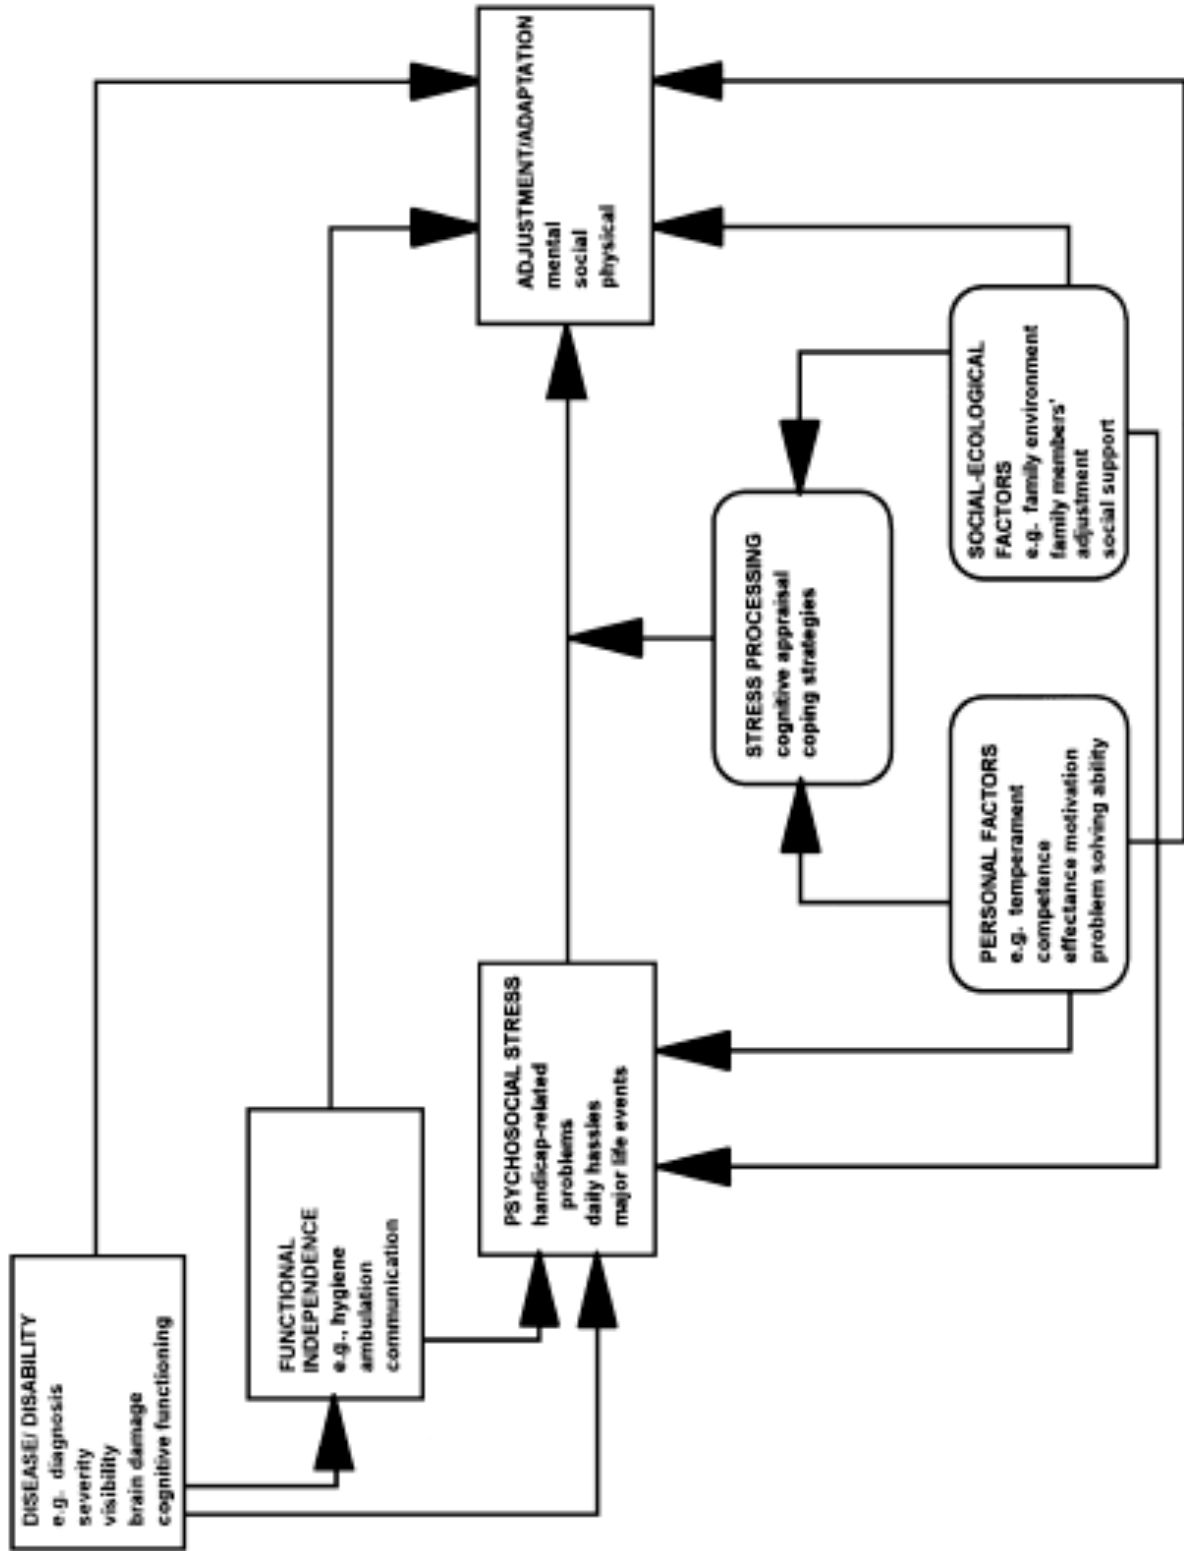 DISEASE/ DISABILITY
e.g. diagnosis
severity
visibility
brain damage
cognitive functioning
FUNCTIONAL
INDEPENDENCE
e.g., hygiene
ambulation
communication
PSYCHOSOCIAL STRESS
handicap-related
problems
daily hassles
major life events
ADJUSTMENT/ADAPTATION
mental
social
physical
STRESS PROCESSING
cognitive appraisal
coping strategies
PERSONAL FACTORS
e.g. temperament
competence
effectance motivation
problem solving ability
SOCIAL-ECOLOGICAL
FACTORS
e.g. family environment
family members'
adjustment
social support